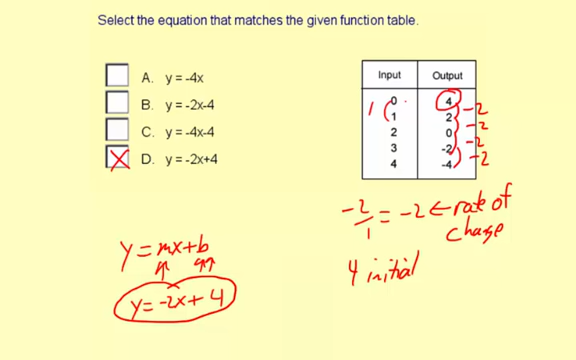 Select the equation that matches the given function table.
A. y = -4x
B. y = -2x-4
C. y = -4x-4
X D. y = -2x+4
Input Output
1 0 4
1 2 -2
2 0 -2
3 -2 -2
4 -4 -2
-2/1 = -2 ← rate of
change
4 initial
y = mx + b
y = -2x + 4